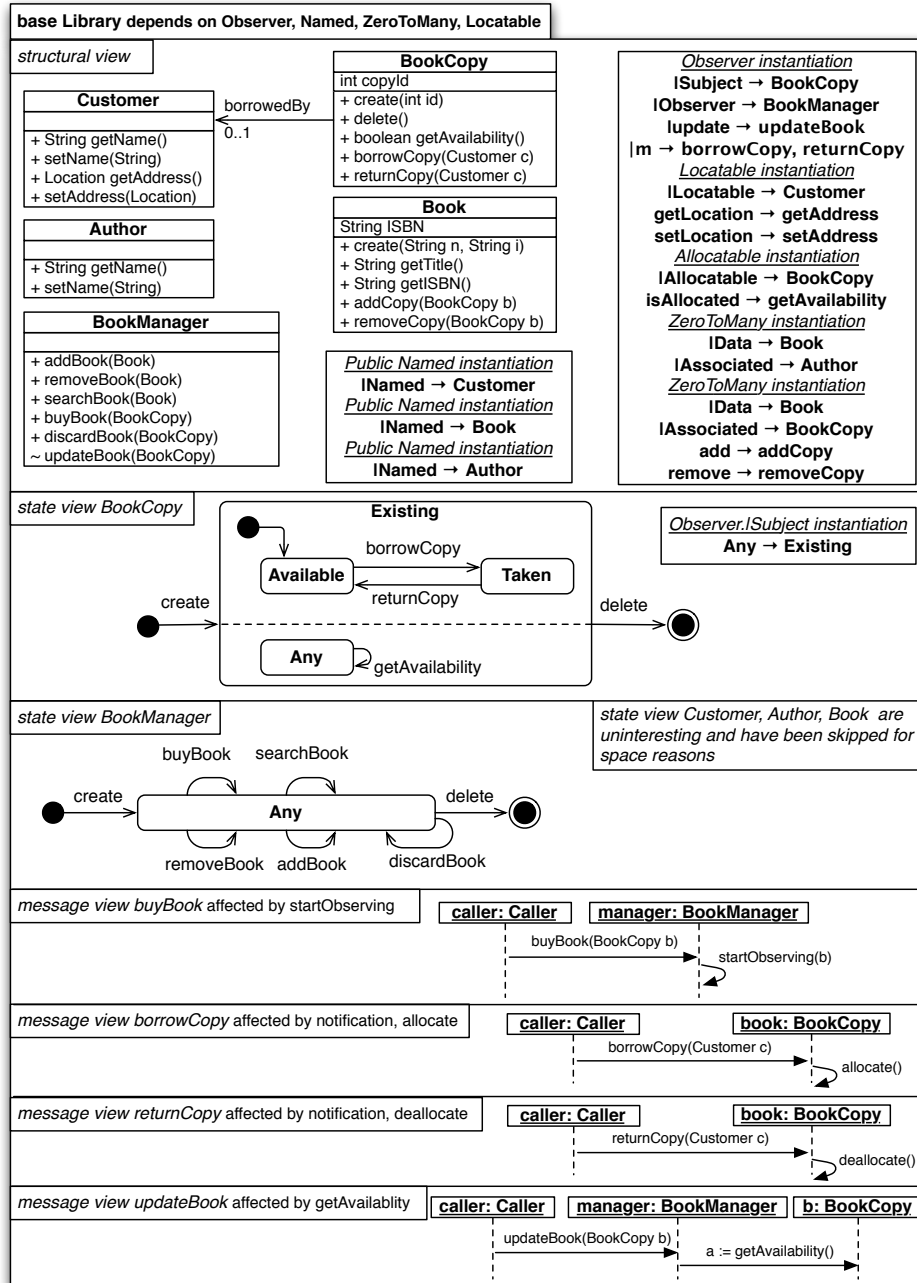 base Library depends on Observer, Named, ZeroToMany, Locatable
structural view
Customer
+ String getName()
+ setName(String)
+ Location getAddress()
+ setAddress(Location)
borrowedBy
0..1
BookCopy
int copyId
+ create(int id)
+ delete()
+ boolean getAvailability()
+ borrowCopy(Customer c)
+ returnCopy(Customer c)
Author
+ String getName()
+ setName(String)
Book
String ISBN
+ create(String n, String i)
+ String getTitle()
+ String getISBN()
+ addCopy(BookCopy b)
+ removeCopy(BookCopy b)
BookManager
+ addBook(Book)
+ removeBook(Book)
+ searchBook(Book)
+ buyBook(BookCopy)
+ discardBook(BookCopy)
~ updateBook(BookCopy)
Public Named instantiation
|Named → Customer
Public Named instantiation
|Named → Book
Public Named instantiation
|Named → Author
Observer instantiation
|Subject → BookCopy
|Observer → BookManager
|update → updateBook
|m → borrowCopy, returnCopy
Locatable instantiation
|Locatable → Customer
getLocation → getAddress
setLocation → setAddress
Allocatable instantiation
|Allocatable → BookCopy
isAllocated → getAvailability
ZeroToMany instantiation
|Data → Book
|Associated → Author
ZeroToMany instantiation
|Data → Book
|Associated → BookCopy
add → addCopy
remove → removeCopy
state view BookCopy
Existing
borrowCopy
Available
Taken
returnCopy
create
delete
Any
getAvailability
Observer.|Subject instantiation
Any → Existing
state view BookManager
state view Customer, Author, Book are
uninteresting and have been skipped for
space reasons
buyBook
searchBook
create
Any
delete
removeBook
addBook
discardBook
message view buyBook affected by startObserving
caller: Caller
manager: BookManager
buyBook(BookCopy b)
startObserving(b)
message view borrowCopy affected by notification, allocate
caller: Caller
book: BookCopy
borrowCopy(Customer c)
allocate()
message view returnCopy affected by notification, deallocate
caller: Caller
book: BookCopy
returnCopy(Customer c)
deallocate()
message view updateBook affected by getAvailablity
caller: Caller
manager: BookManager
b: BookCopy
updateBook(BookCopy b)
a := getAvailability()